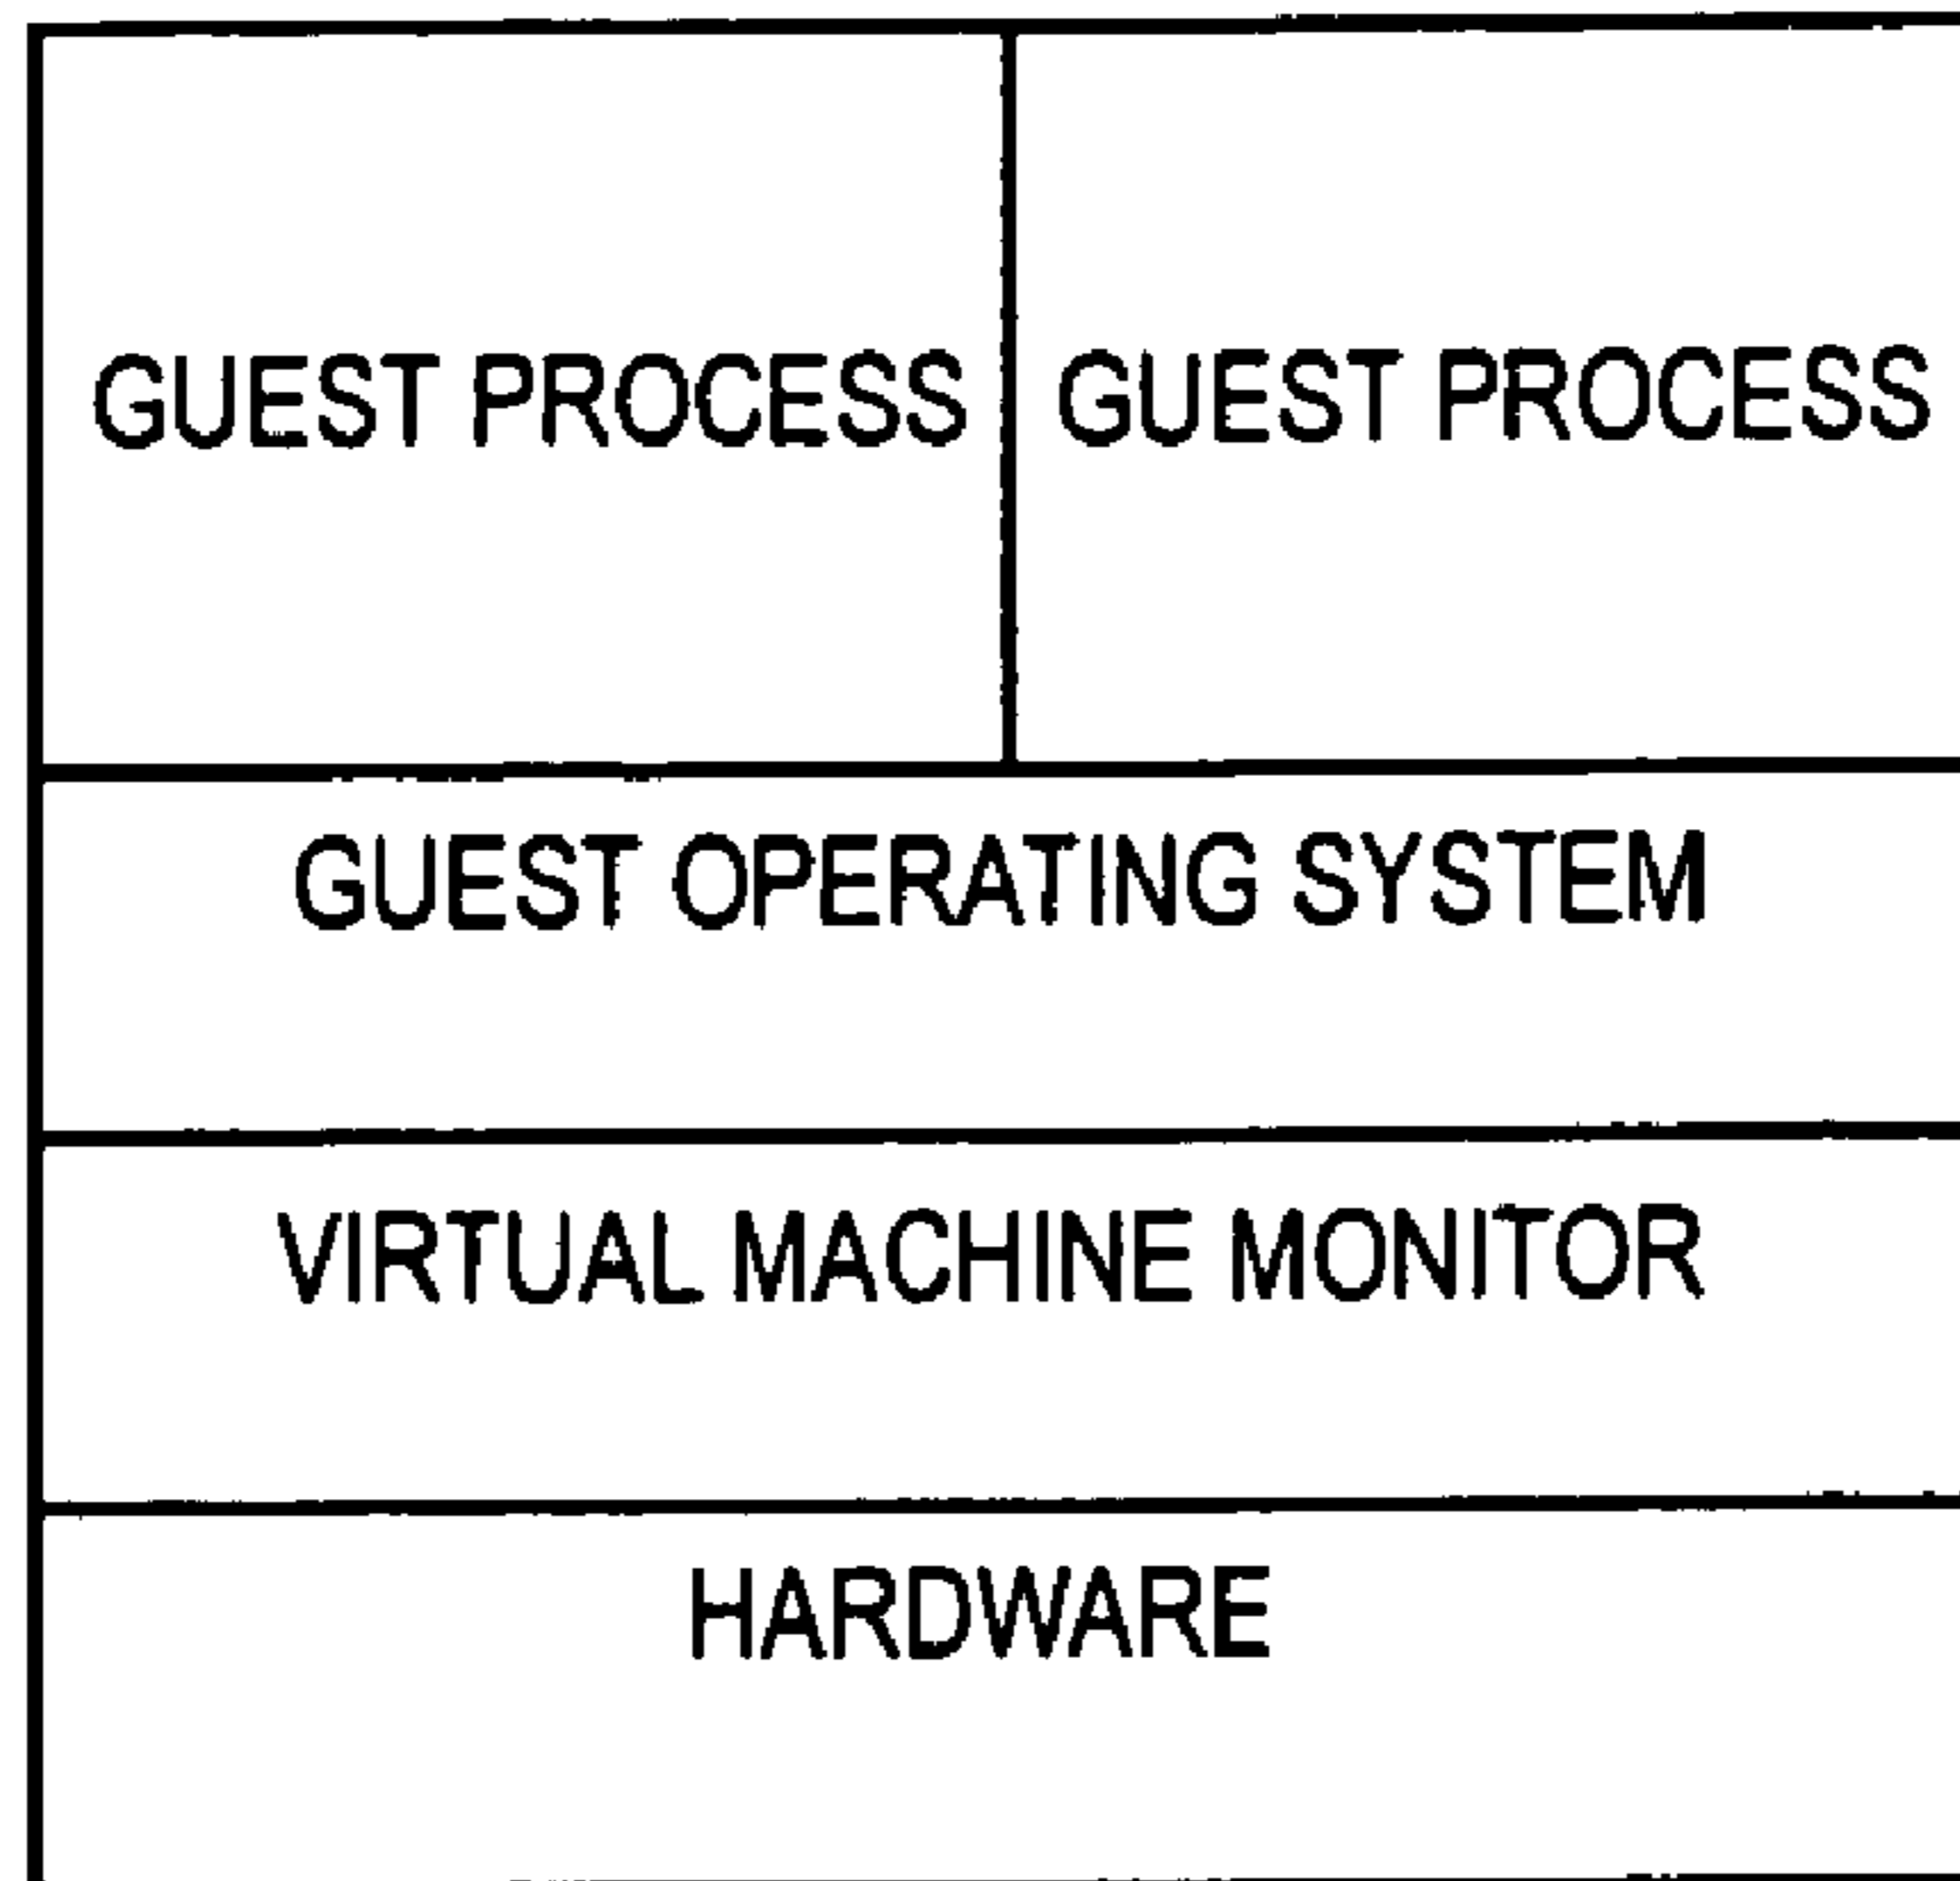 GUEST PROCESS
GUEST PROCESS
GUEST OPERATING SYSTEM
VIRTUAL MACHINE MONITOR
HARDWARE